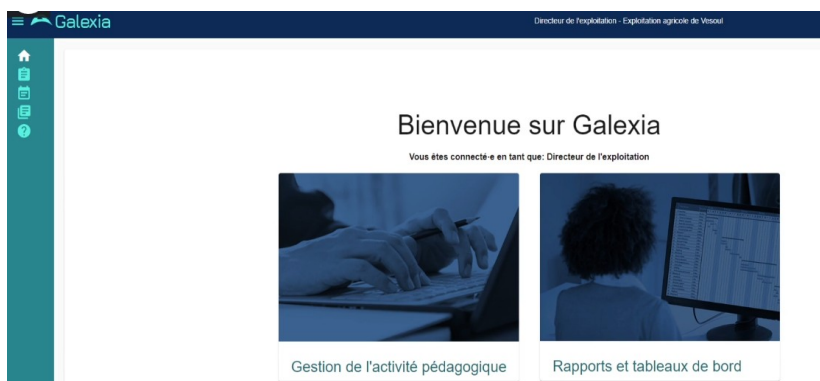 Galexia
Directeur de l'exploitation - Exploitation agricole de Vesoul
Bienvenue sur Galexia
Vous êtes connecté·e en tant que: Directeur de l'exploitation
Gestion de l'activité pédagogique
Rapports et tableaux de bord